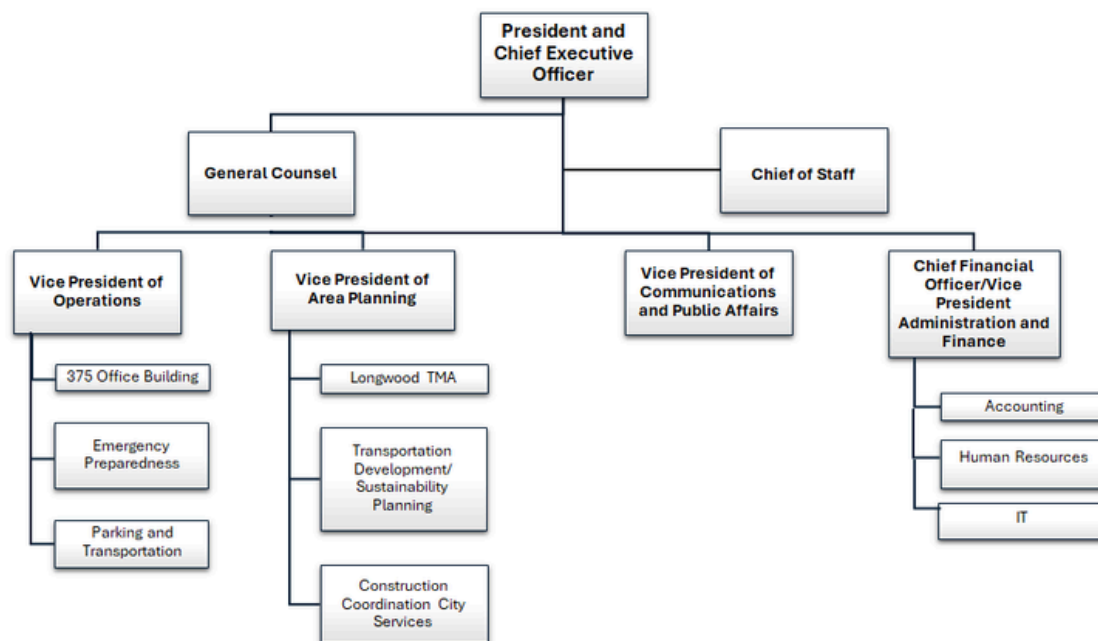 President and
Chief Executive
Officer
General Counsel
Chief of Staff
Vice President of
Operations
Vice President of
Area Planning
Vice President of
Communications
and Public Affairs
Chief Financial
Officer/Vice
President
Administration and
Finance
375 Office Building
Emergency
Preparedness
Parking and
Transportation
Longwood TMA
Transportation
Development/
Sustainability
Planning
Construction
Coordination City
Services
Accounting
Human Resources
IT